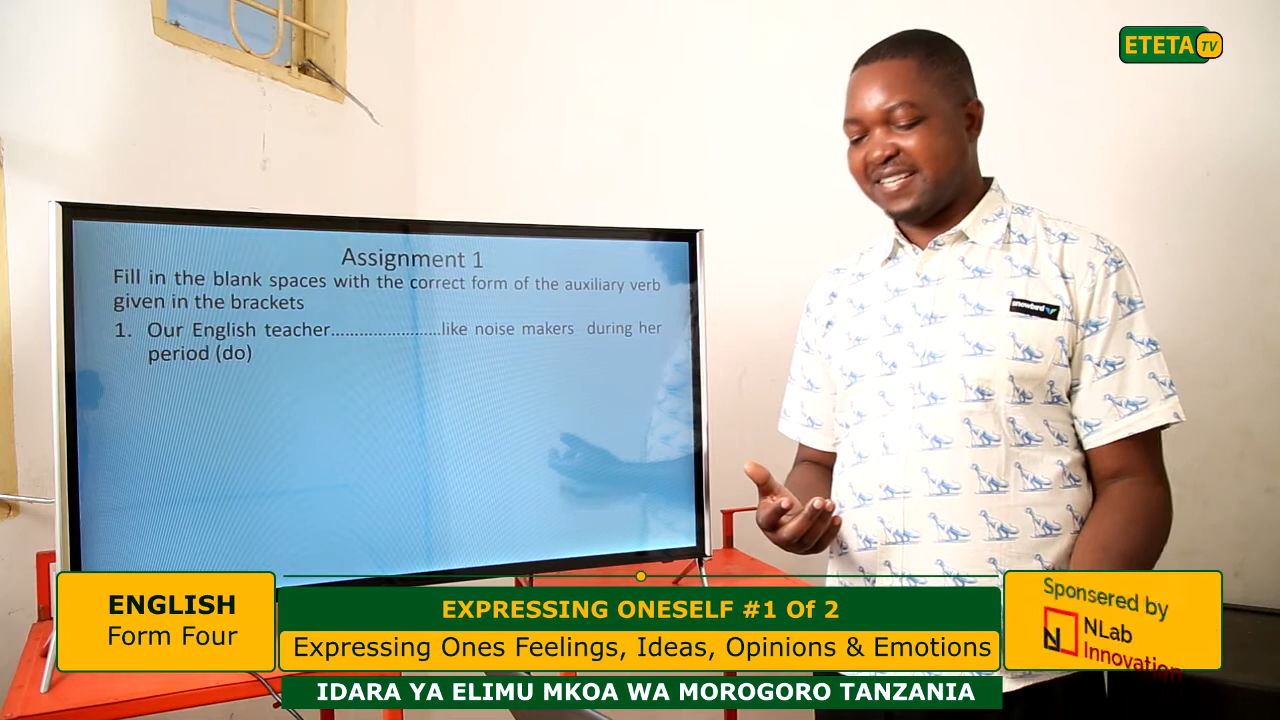 ETETA TV
Assignment 1
Fill in the blank spaces with the correct form of the auxiliary verb
given in the brackets
1. Our English teacher........................like noise makers during her
period (do)
snowbird
ENGLISH
Form Four
EXPRESSING ONESELF #1 Of 2
Expressing Ones Feelings, Ideas, Opinions & Emotions
IDARA YA ELIMU MKOA WA MOROGORO TANZANIA
Sponsered by
NLab
Innovation